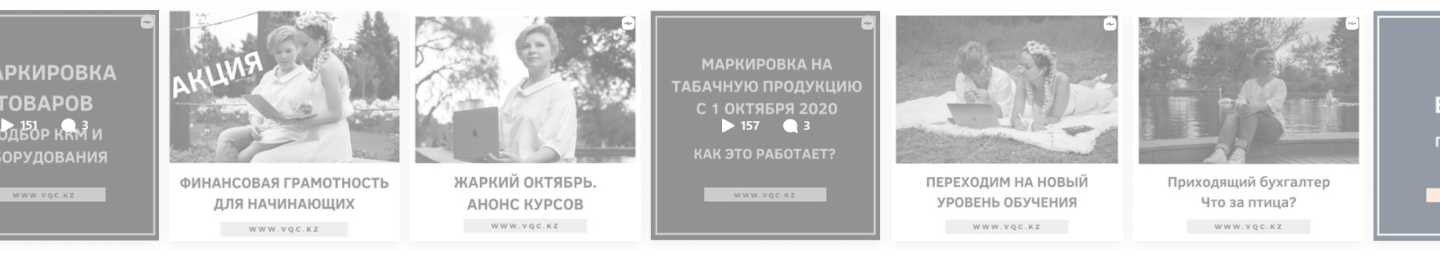 АРКИРОВКА
ТОВАРОВ
151 3
ОДБОР ККМ И
БОРУДОВАНИЯ
WWW.VQC.KZ
АКЦИЯ
ФИНАНСОВАЯ ГРАМОТНОСТЬ
ДЛЯ НАЧИНАЮЩИХ
WWW.VQC.KZ
ЖАРКИЙ ОКТЯБРЬ.
АНОНС КУРСОВ
WWW.VQC.KZ
МАРКИРОВКА НА
ТАБАЧНУЮ ПРОДУКЦИЮ
С 1 ОКТЯБРЯ 2020
157 3
КАК ЭТО РАБОТАЕТ?
WWW.VQC.KZ
ПЕРЕХОДИМ НА НОВЫЙ
УРОВЕНЬ ОБУЧЕНИЯ
WWW.VQC.KZ
Приходящий бухгалтер
Что за птица?
WWW.VQC.KZ